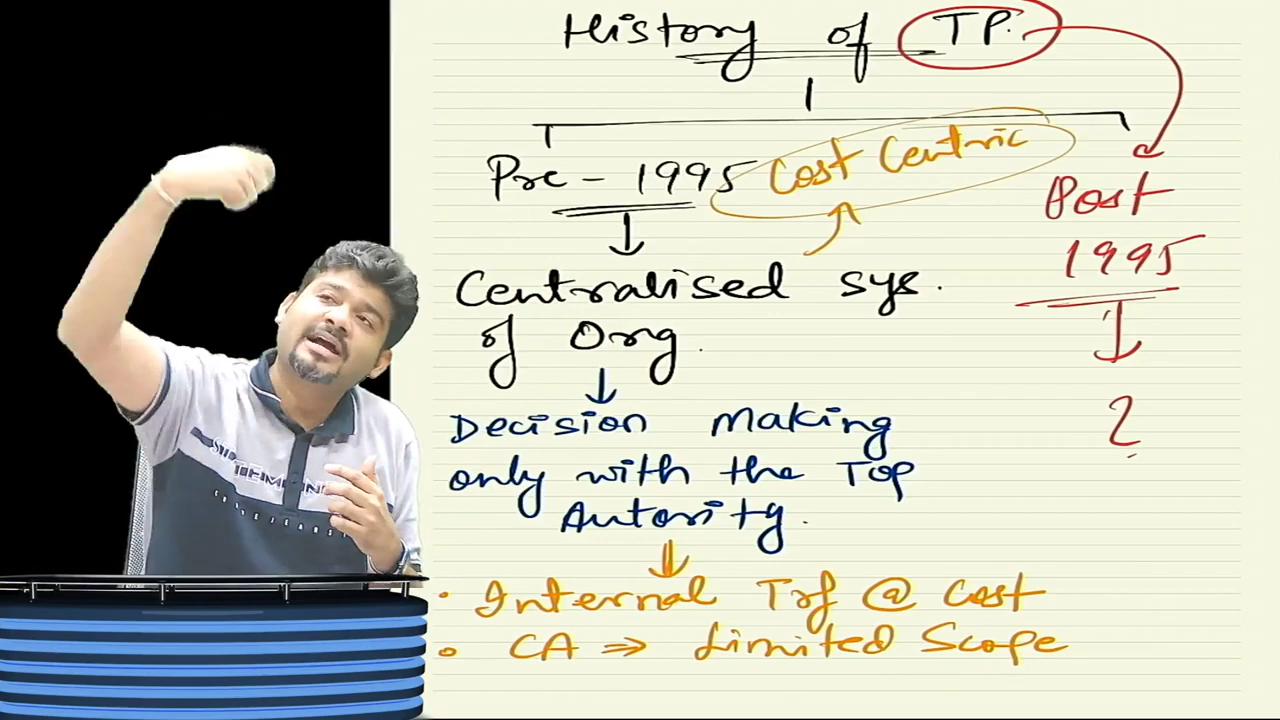 History of TP.
Pre - 1995 Cost Centric
Post
1995
?
Centralised sys.
of Org.
Decision Making
only with the Top
Autority.
• Internal Trf @ Cost
• CA ⇒ Limited Scope